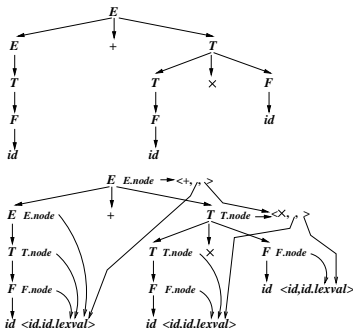 E
E + T
T T × F
F F id
id id
E E.node <+, , >
E E.node + T T.node <×, , >
T T.node T T.node × F F.node
F F.node F F.node id <id,id.lexval>
id <id,id.lexval> id <id,id.lexval>